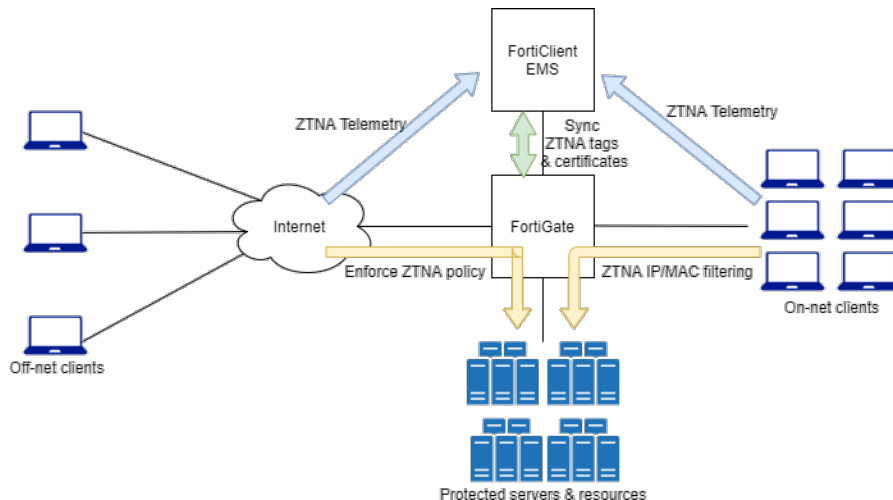 FortiClient
EMS
ZTNA Telemetry
Sync
ZTNA tags
& certificates
ZTNA Telemetry
Internet
FortiGate
Enforce ZTNA policy
ZTNA IP/MAC filtering
On-net clients
Off-net clients
Protected servers & resources